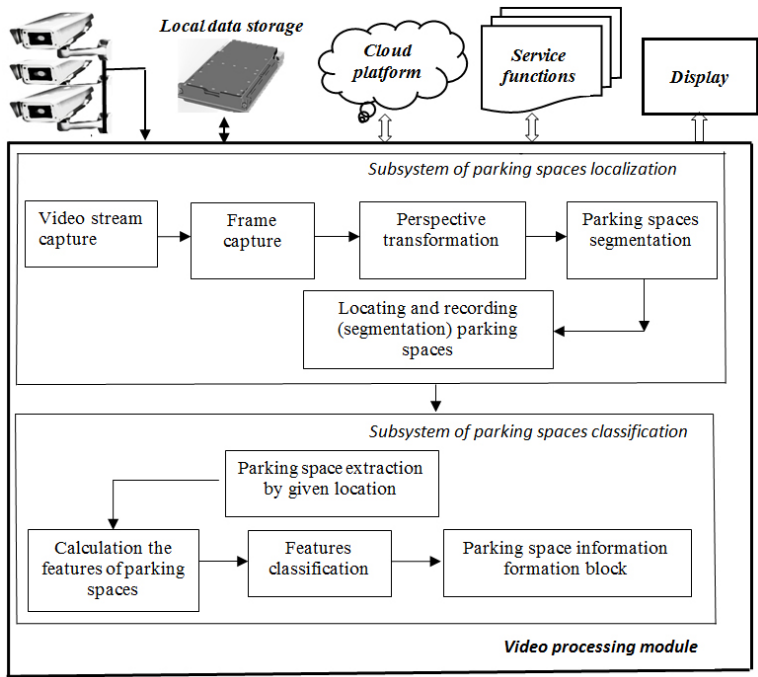 Local data storage
Cloud
platform
Service
functions
Display
Subsystem of parking spaces localization
Video stream
capture
Frame
capture
Perspective
transformation
Parking spaces
segmentation
Locating and recording
(segmentation) parking
spaces
Subsystem of parking spaces classification
Parking space extraction
by given location
Calculation the
features of parking
spaces
Features
classification
Parking space information
formation block
Video processing module